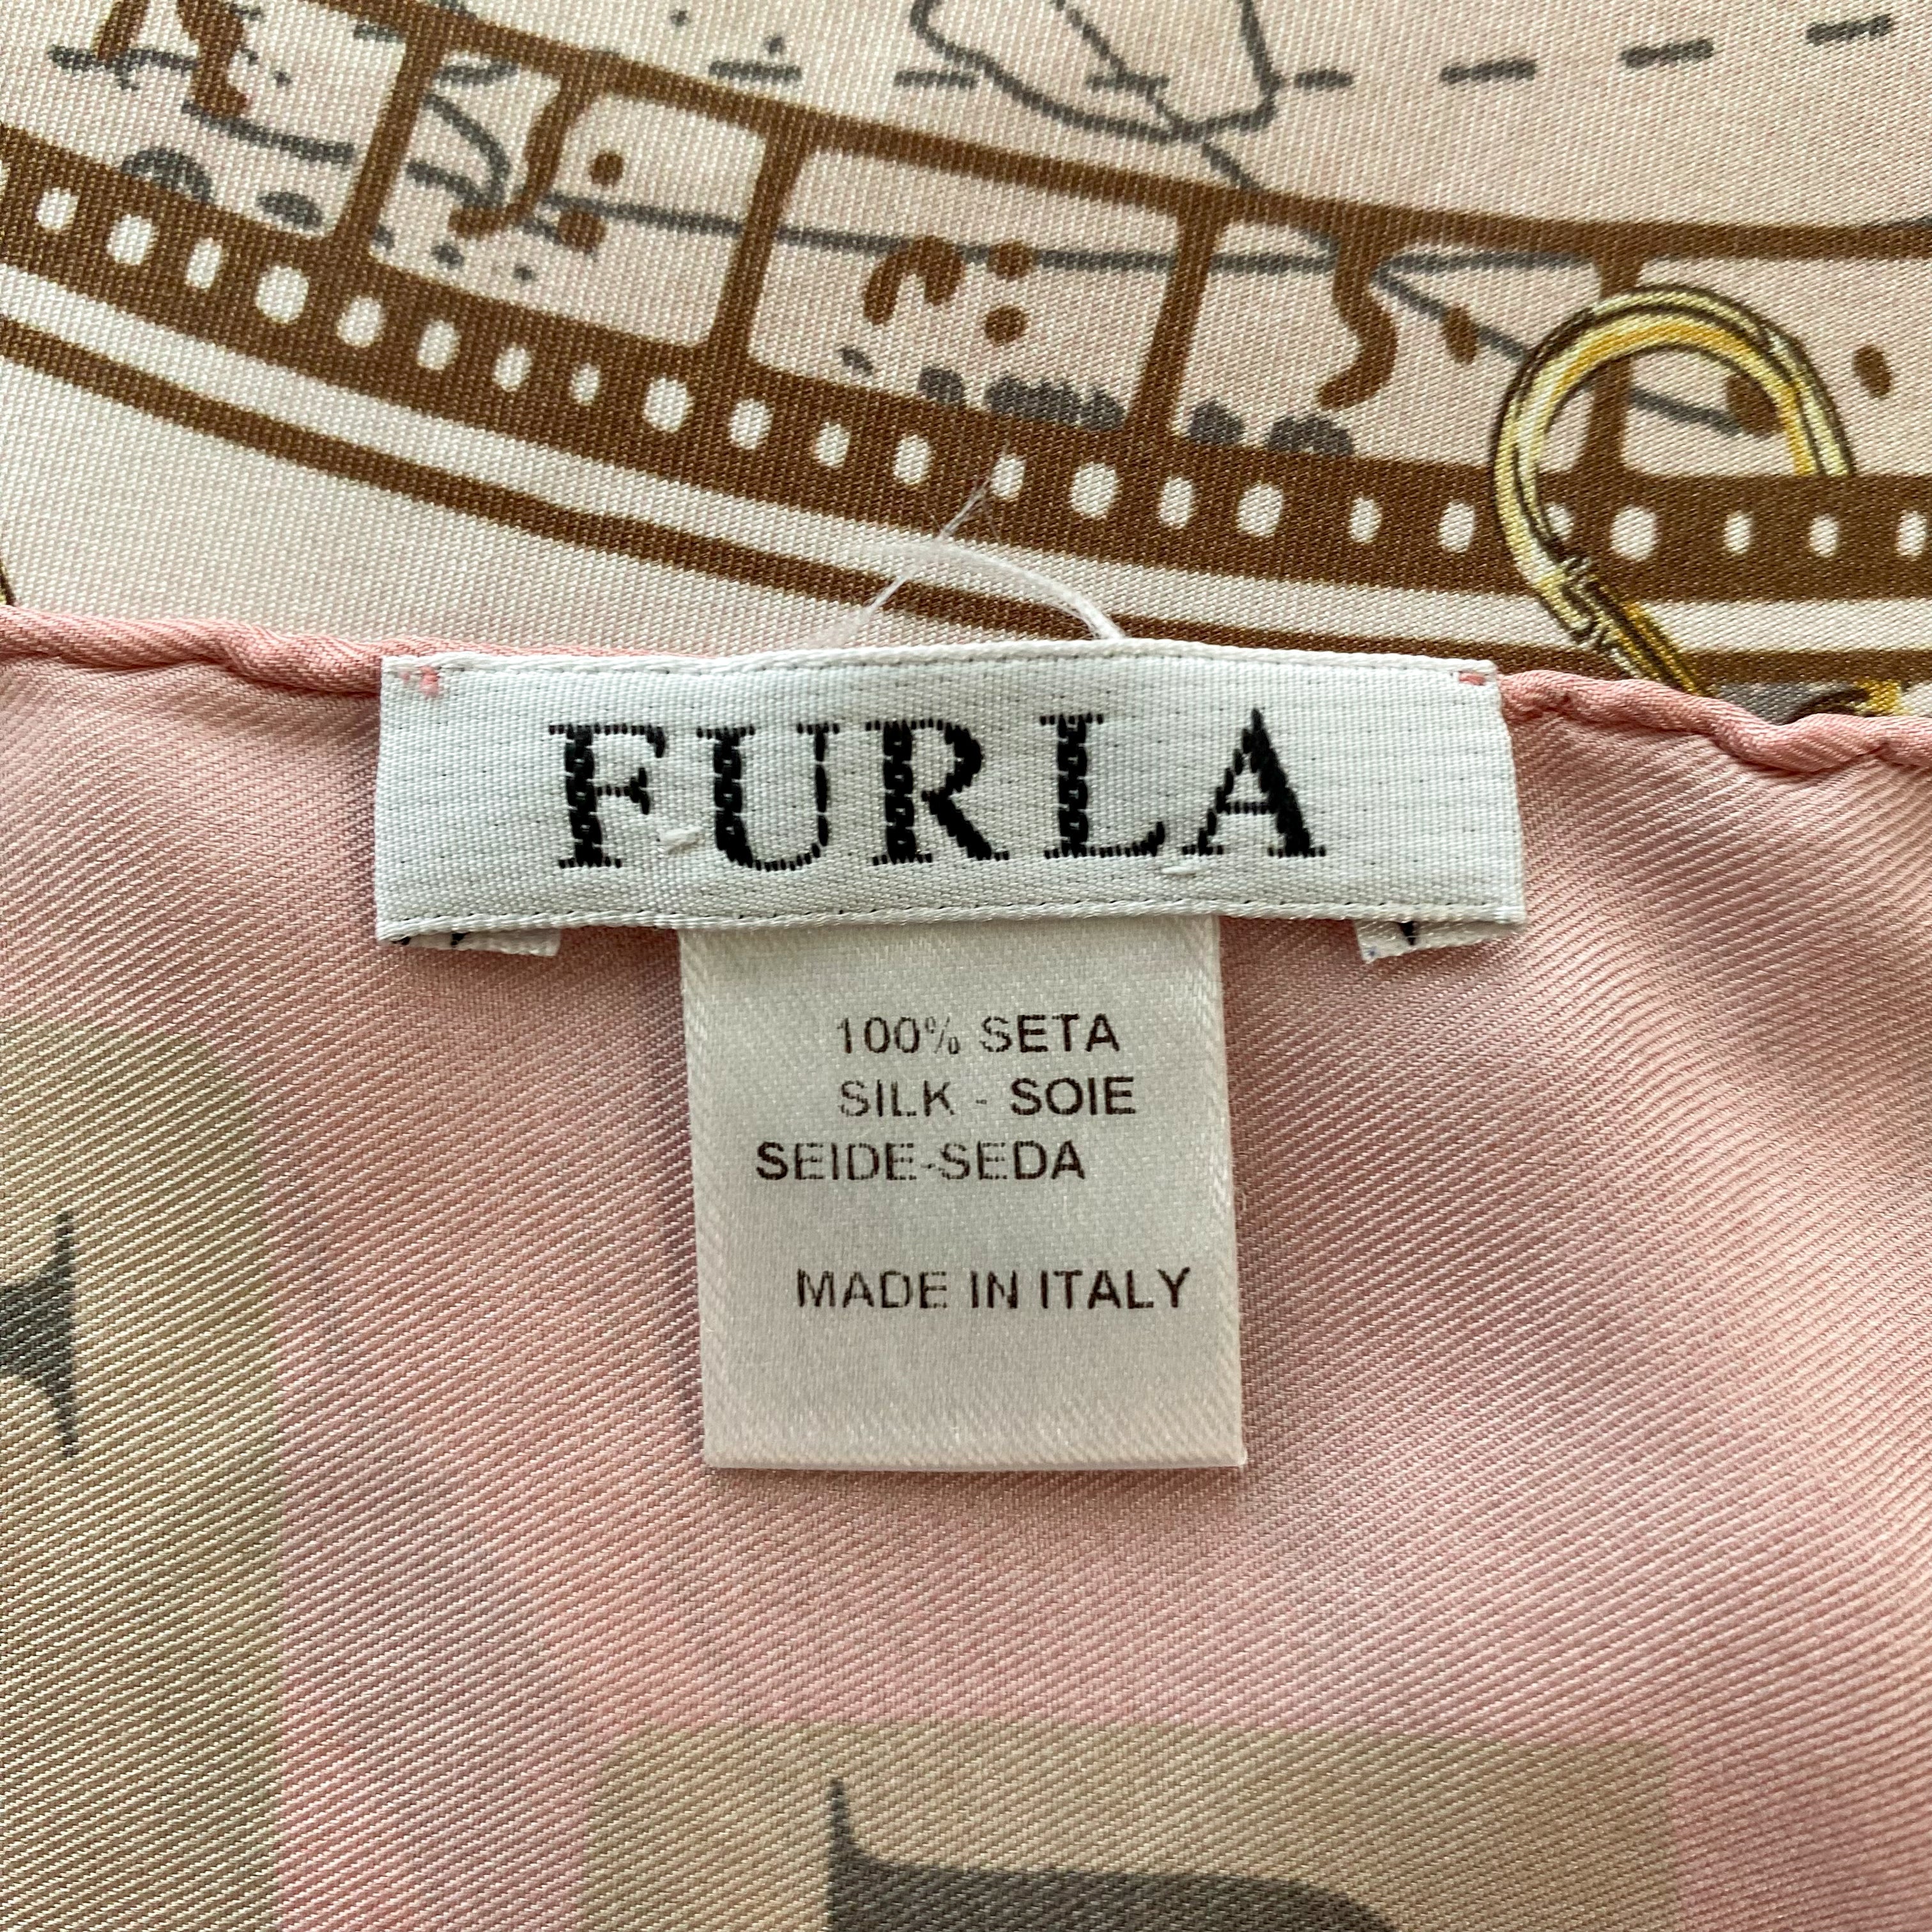 FURLA
100% SETA
SILK - SOIE
SEIDE-SEDA
MADE IN ITALY